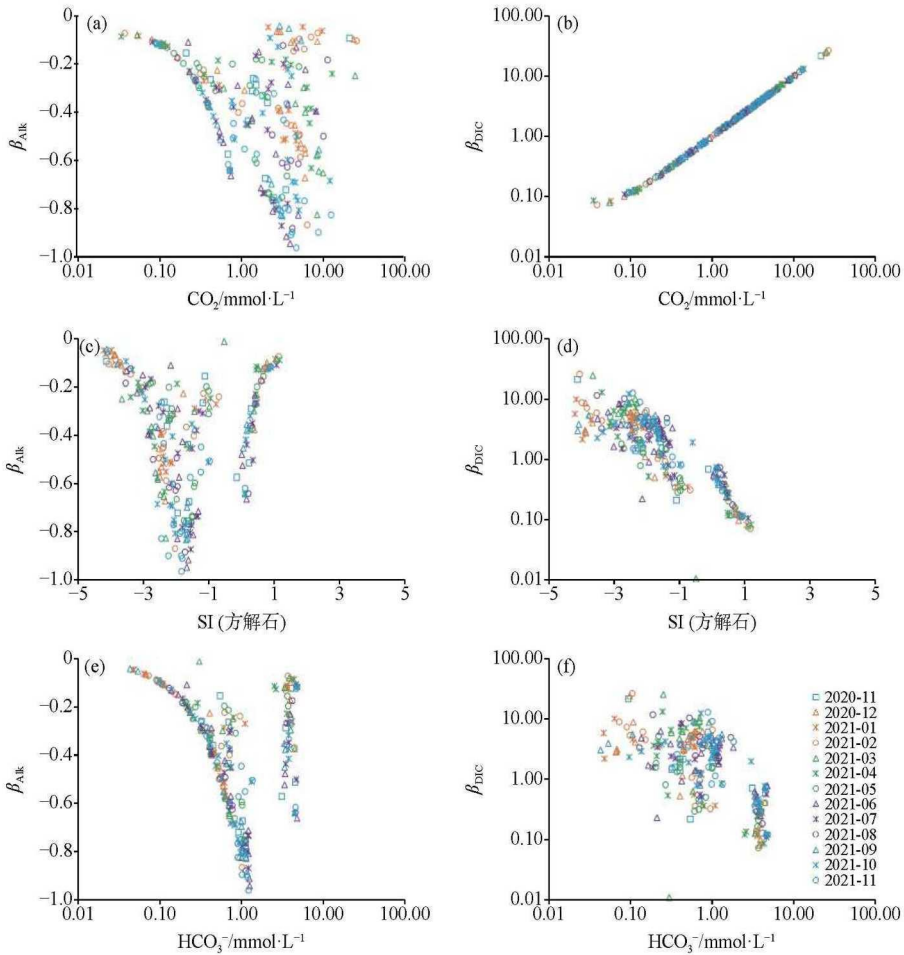 (a)
0
−0.2
−0.4
−0.6
−0.8
−1.0
βAlk
0.01 0.10 1.00 10.00 100.00
CO₂/mmol·L⁻¹
(b)
100.00
10.00
1.00
0.10
0.01
βDIC
0.01 0.10 1.00 10.00 100.00
CO₂/mmol·L⁻¹
(c)
0
−0.2
−0.4
−0.6
−0.8
−1.0
βAlk
−5 −3 −1 1 3 5
SI (方解石)
(d)
100.00
10.00
1.00
0.10
0.01
βDIC
−5 −3 −1 1 3 5
SI (方解石)
(e)
0
−0.2
−0.4
−0.6
−0.8
−1.0
βAlk
0.01 0.10 1.00 10.00 100.00
HCO₃⁻/mmol·L⁻¹
(f)
100.00
10.00
1.00
0.10
0.01
βDIC
0.01 0.10 1.00 10.00 100.00
HCO₃⁻/mmol·L⁻¹
2020-11
2020-12
2021-01
2021-02
2021-03
2021-04
2021-05
2021-06
2021-07
2021-08
2021-09
2021-10
2021-11